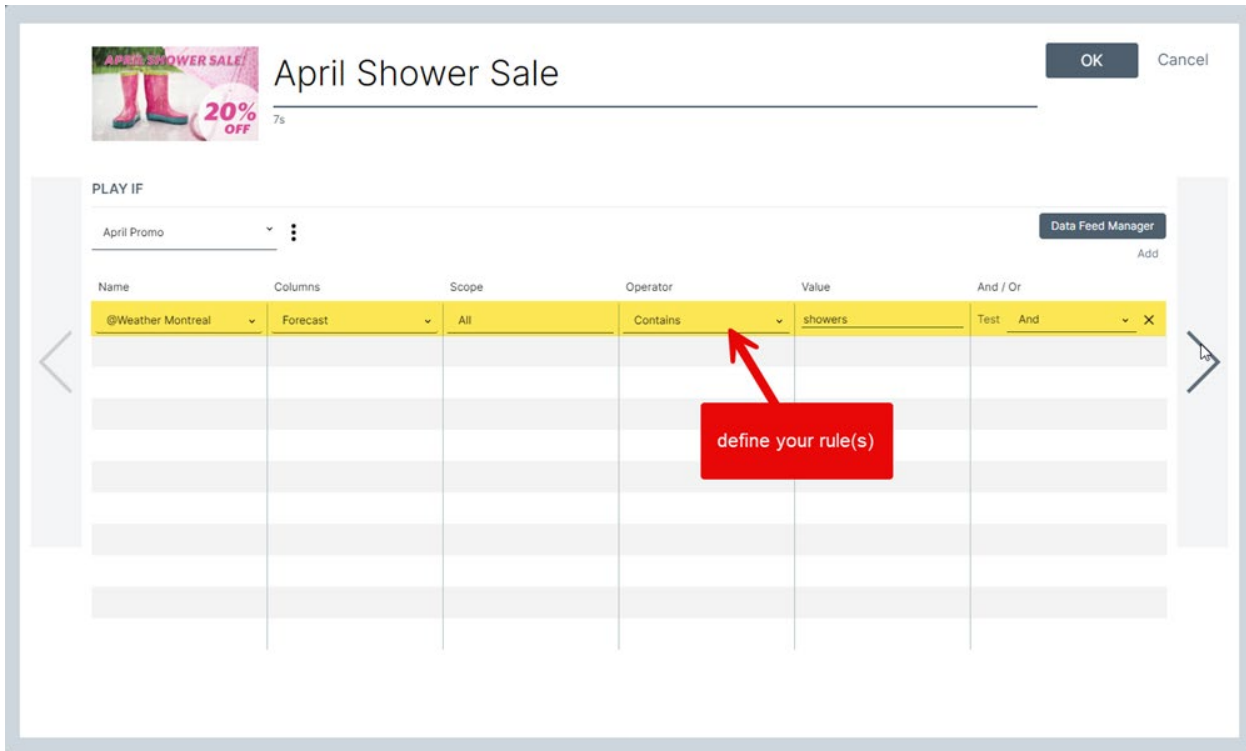 APRIL SHOWER SALE!
20%
OFF
April Shower Sale
7s
OK
Cancel
PLAY IF
April Promo
Data Feed Manager
Add
Name Columns Scope Operator Value And / Or
@Weather Montreal Forecast All Contains showers Test And
define your rule(s)